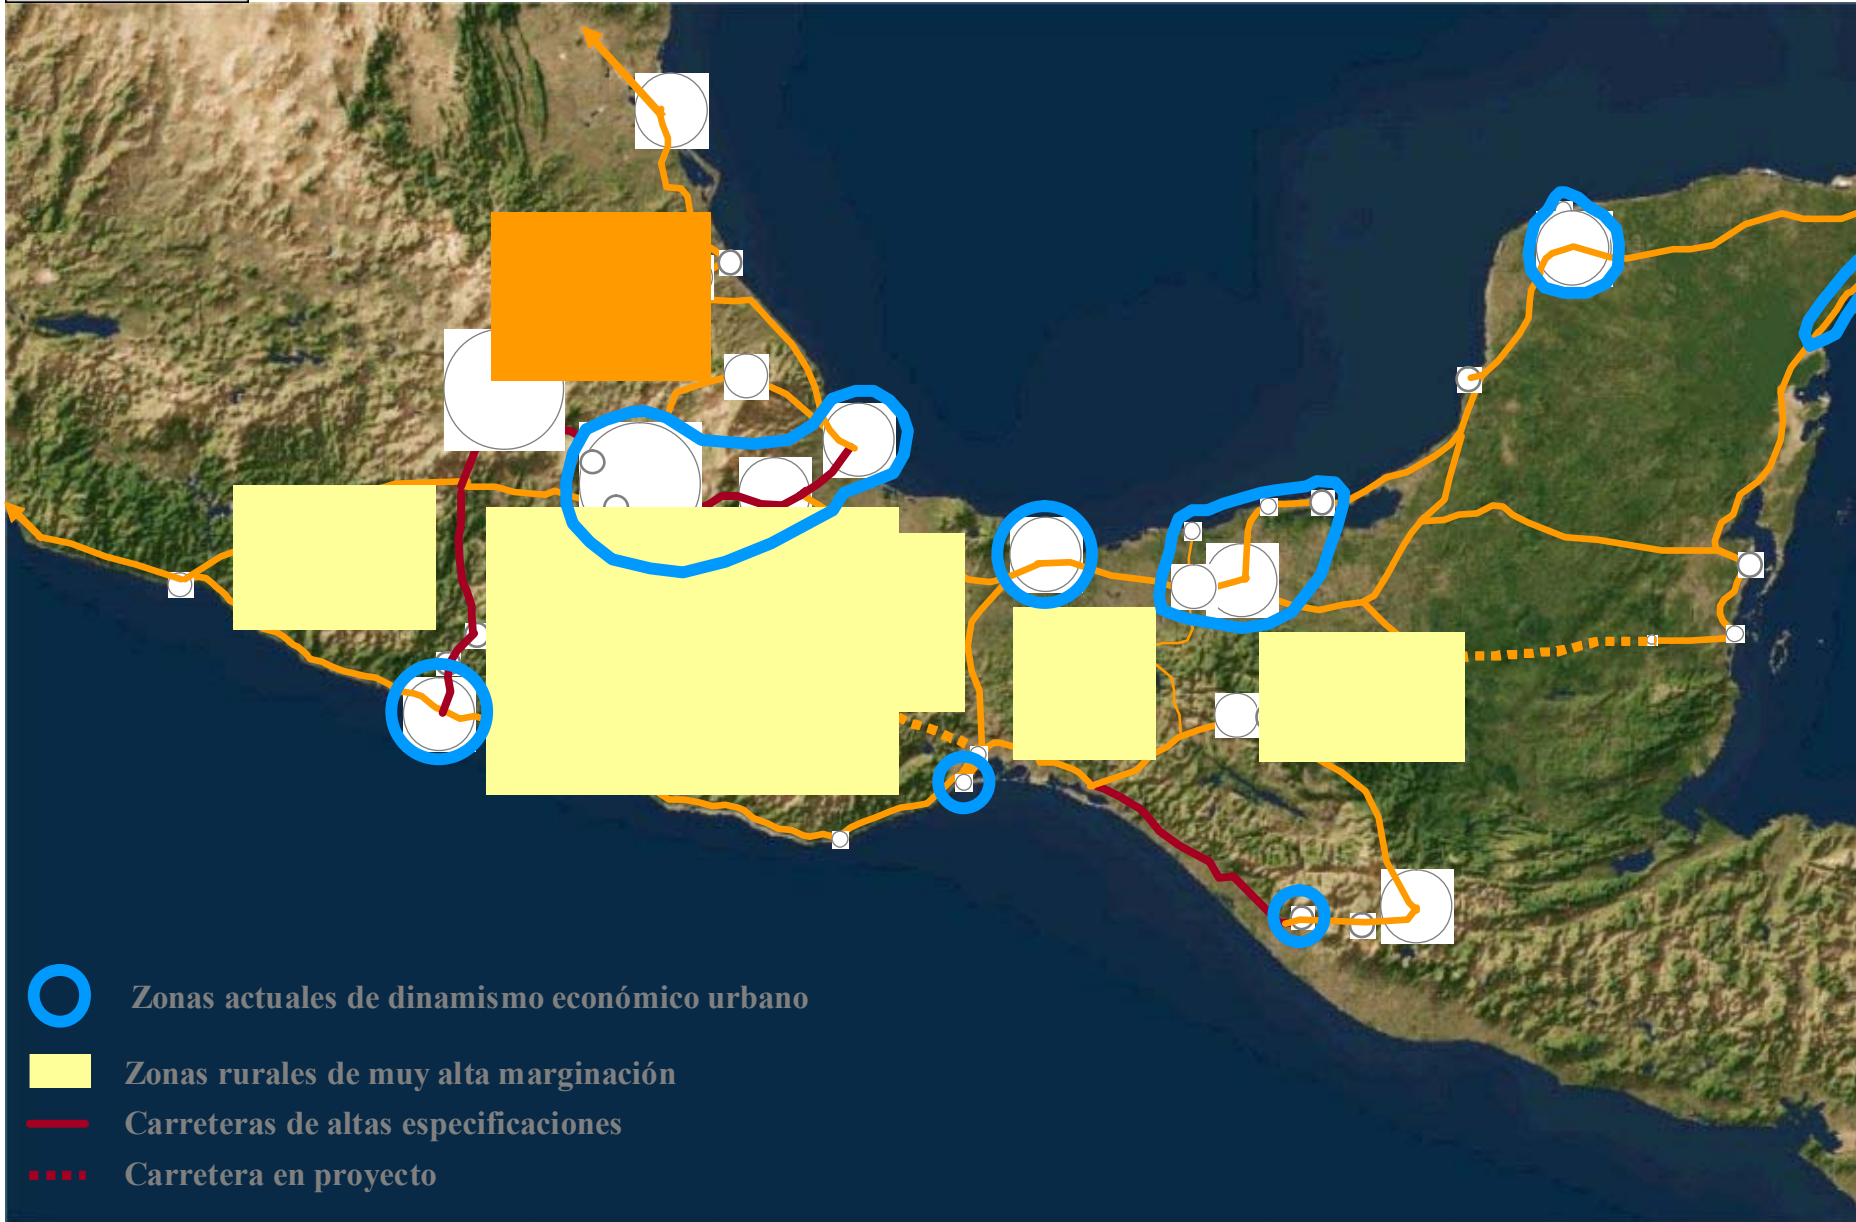 Zonas actuales de dinamismo económico urbano
Zonas rurales de muy alta marginación
Carreteras de altas especificaciones
Carretera en proyecto